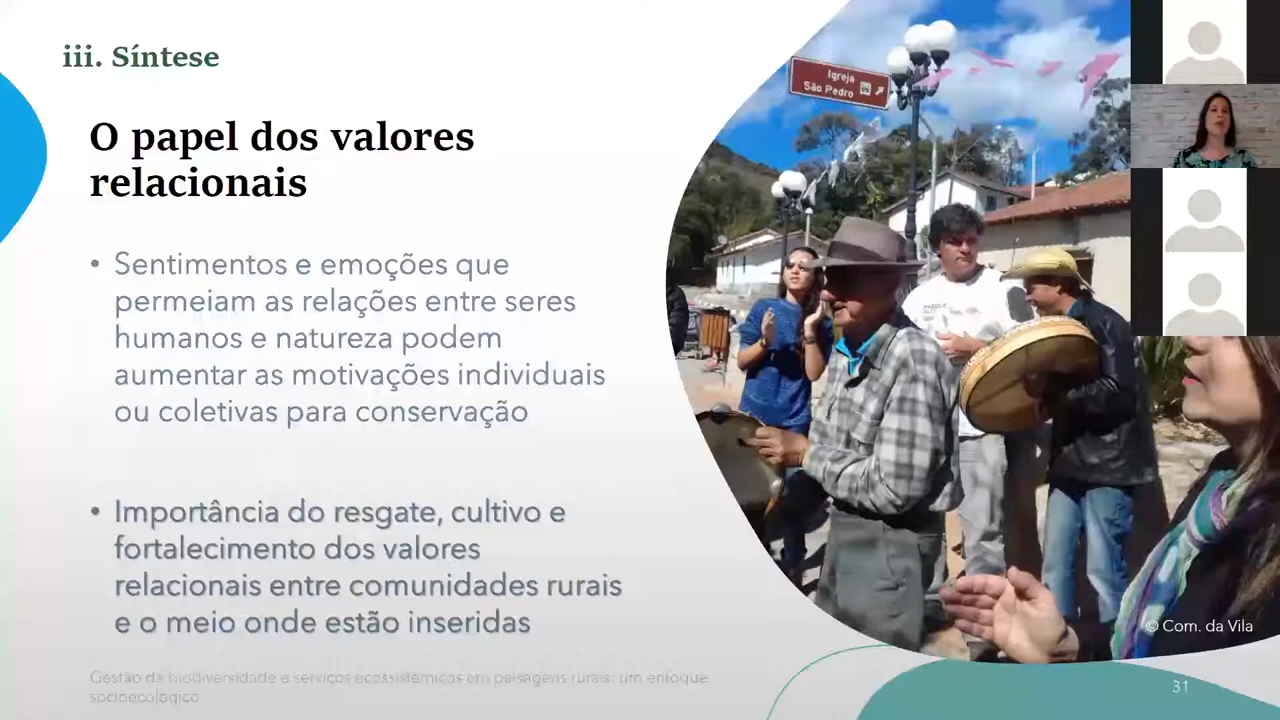 iii. Síntese
O papel dos valores
relacionais
• Sentimentos e emoções que
permeiam as relações entre seres
humanos e natureza podem
aumentar as motivações individuais
ou coletivas para conservação
• Importância do resgate, cultivo e
fortalecimento dos valores
relacionais entre comunidades rurais
e o meio onde estão inseridas
Gestão da biodiversidade e serviços ecossistêmicos em paisagens rurais: um enfoque
socioecológico
Igreja
São Pedro
© Com. da Vila
31